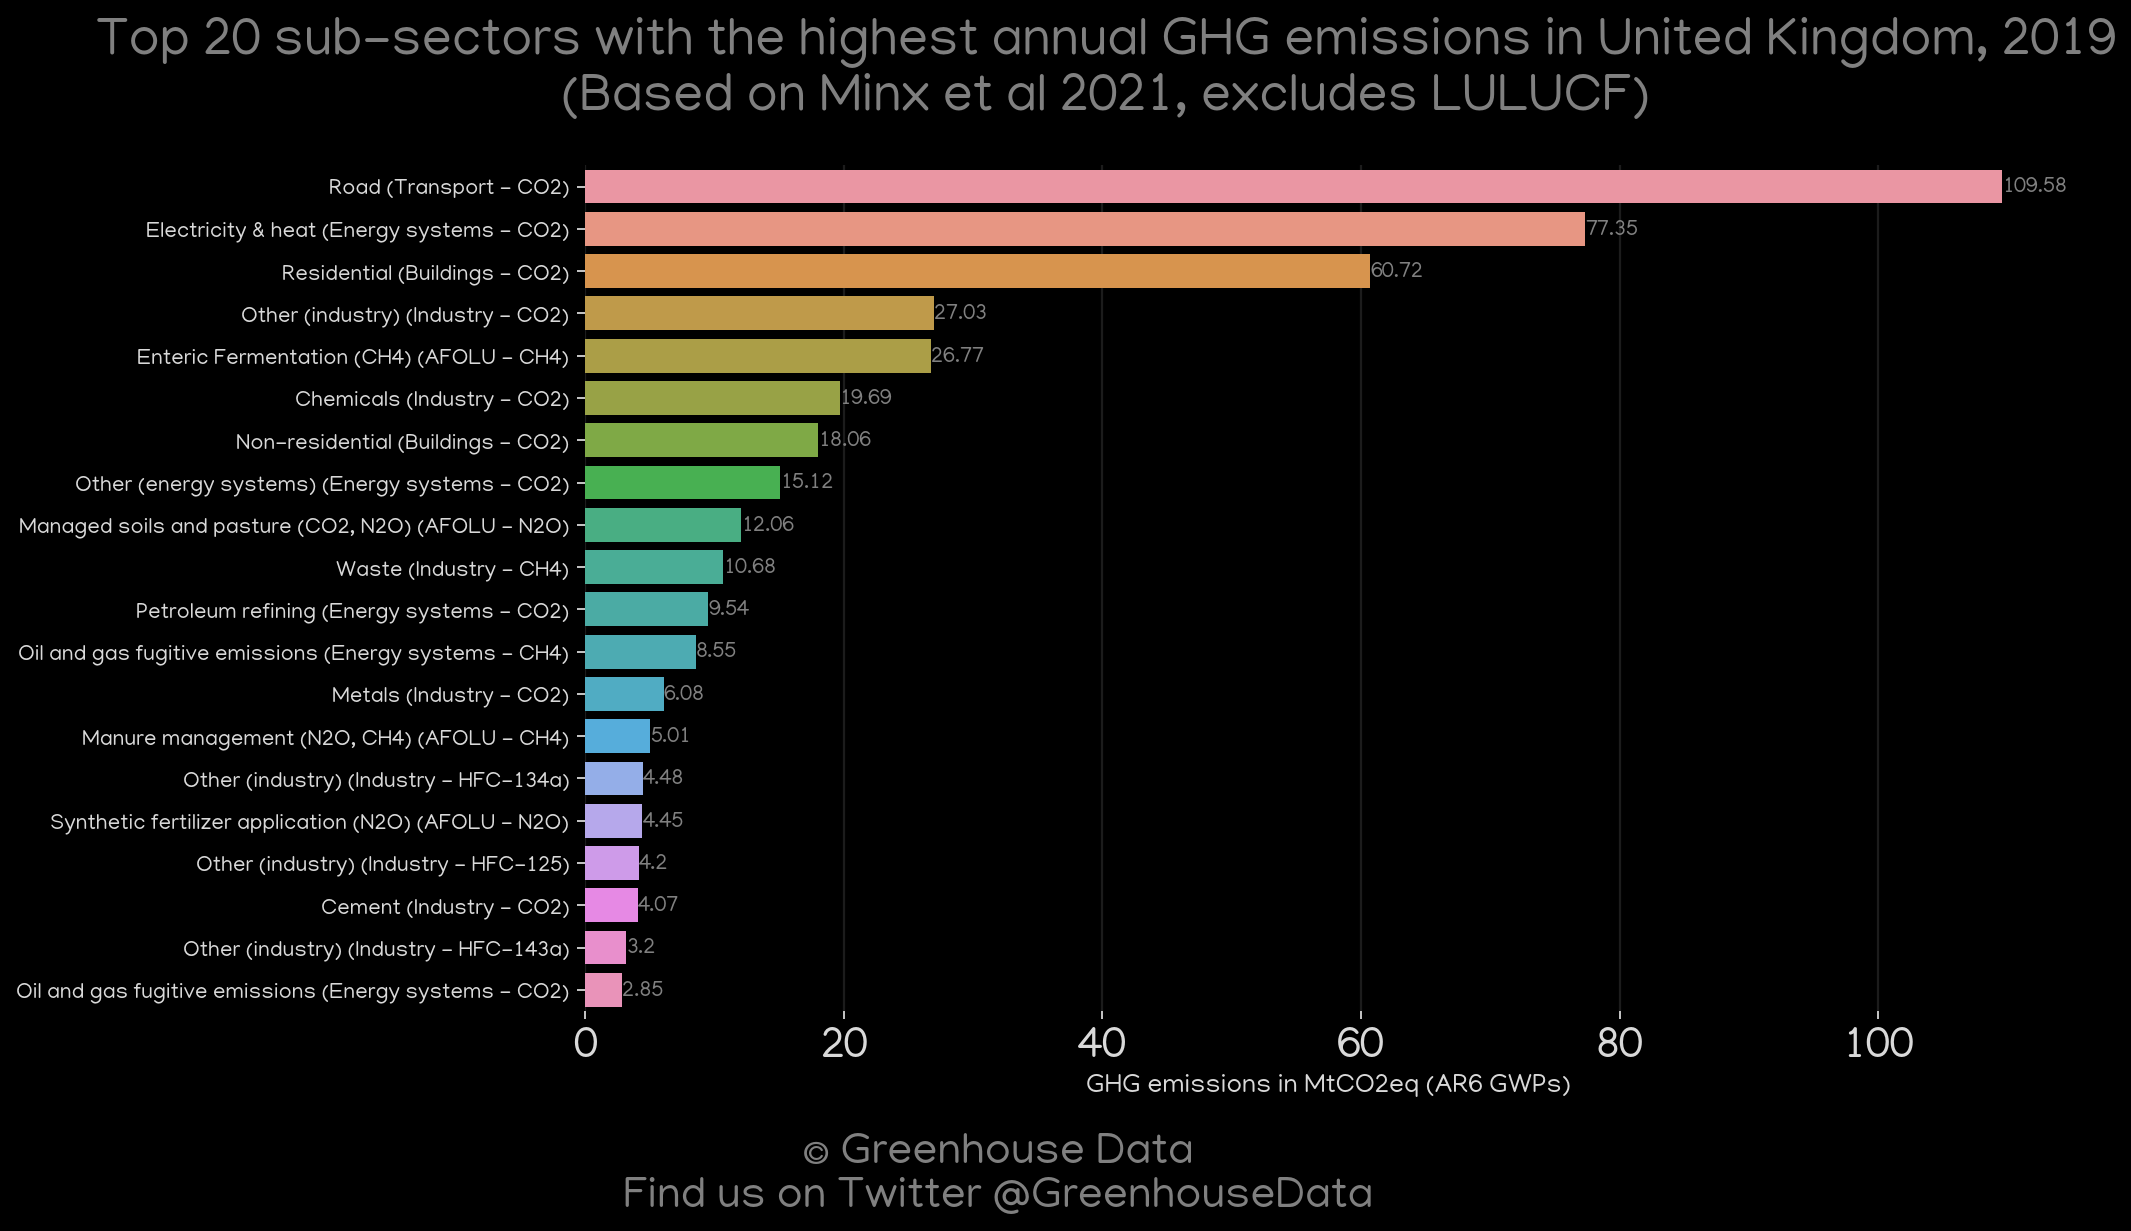 Top 20 sub-sectors with the highest annual GHG emissions in United Kingdom, 2019
(Based on Minx et al 2021, excludes LULUCF)
Road (Transport - CO2) 109.58
Electricity & heat (Energy systems - CO2) 77.35
Residential (Buildings - CO2) 60.72
Other (industry) (Industry - CO2) 27.03
Enteric Fermentation (CH4) (AFOLU - CH4) 26.77
Chemicals (Industry - CO2) 19.69
Non-residential (Buildings - CO2) 18.06
Other (energy systems) (Energy systems - CO2) 15.12
Managed soils and pasture (CO2, N2O) (AFOLU - N2O) 12.06
Waste (Industry - CH4) 10.68
Petroleum refining (Energy systems - CO2) 9.54
Oil and gas fugitive emissions (Energy systems - CH4) 8.55
Metals (Industry - CO2) 6.08
Manure management (N2O, CH4) (AFOLU - CH4) 5.01
Other (industry) (Industry - HFC-134a) 4.48
Synthetic fertilizer application (N2O) (AFOLU - N2O) 4.45
Other (industry) (Industry - HFC-125) 4.2
Cement (Industry - CO2) 4.07
Other (industry) (Industry - HFC-143a) 3.2
Oil and gas fugitive emissions (Energy systems - CO2) 2.85
0 20 40 60 80 100
GHG emissions in MtCO2eq (AR6 GWPs)
© Greenhouse Data
Find us on Twitter @GreenhouseData